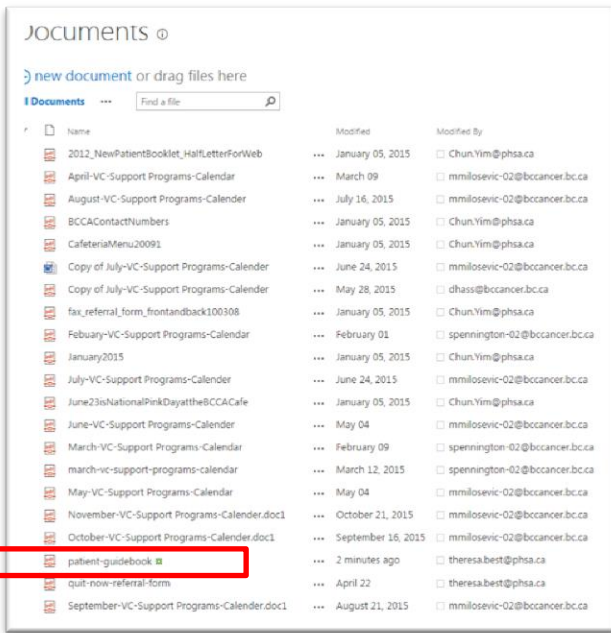 Documents
new document or drag files here
Documents ... Find a file
Name Modified Modified By
2012_NewPatientBooklet_HalfLetterForWeb ... January 05, 2015 Chun.Yim@phsa.ca
April-VC-Support Programs-Calendar ... March 09 mmilosevic-02@bccancer.bc.ca
August-VC-Support Programs-Calender ... July 16, 2015 mmilosevic-02@bccancer.bc.ca
BCCAContactNumbers ... January 05, 2015 Chun.Yim@phsa.ca
CafeteriaMenu20091 ... January 05, 2015 Chun.Yim@phsa.ca
Copy of July-VC-Support Programs-Calender ... June 24, 2015 mmilosevic-02@bccancer.bc.ca
Copy of July-VC-Support Programs-Calender ... May 28, 2015 dhass@bccancer.bc.ca
fax_referral_form_frontandback100308 ... January 05, 2015 Chun.Yim@phsa.ca
Febuary-VC-Support Programs-Calendar ... February 01 spennington-02@bccancer.bc.ca
January2015 ... January 05, 2015 Chun.Yim@phsa.ca
July-VC-Support Programs-Calender ... June 24, 2015 mmilosevic-02@bccancer.bc.ca
June23isNationalPinkDayattheBCCACafe ... January 05, 2015 Chun.Yim@phsa.ca
June-VC-Support Programs-Calender ... May 04 mmilosevic-02@bccancer.bc.ca
March-VC-Support Programs-Calendar ... February 09 spennington-02@bccancer.bc.ca
march-vc-support-programs-calendar ... March 12, 2015 spennington-02@bccancer.bc.ca
May-VC-Support Programs-Calendar ... May 04 mmilosevic-02@bccancer.bc.ca
November-VC-Support Programs-Calender.doc1 ... October 21, 2015 mmilosevic-02@bccancer.bc.ca
October-VC-Support Programs-Calender.doc1 ... September 16, 2015 mmilosevic-02@bccancer.bc.ca
patient-guidebook ... 2 minutes ago theresa.best@phsa.ca
quit-now-referral-form ... April 22 theresa.best@phsa.ca
September-VC-Support Programs-Calender.doc1 ... August 21, 2015 mmilosevic-02@bccancer.bc.ca